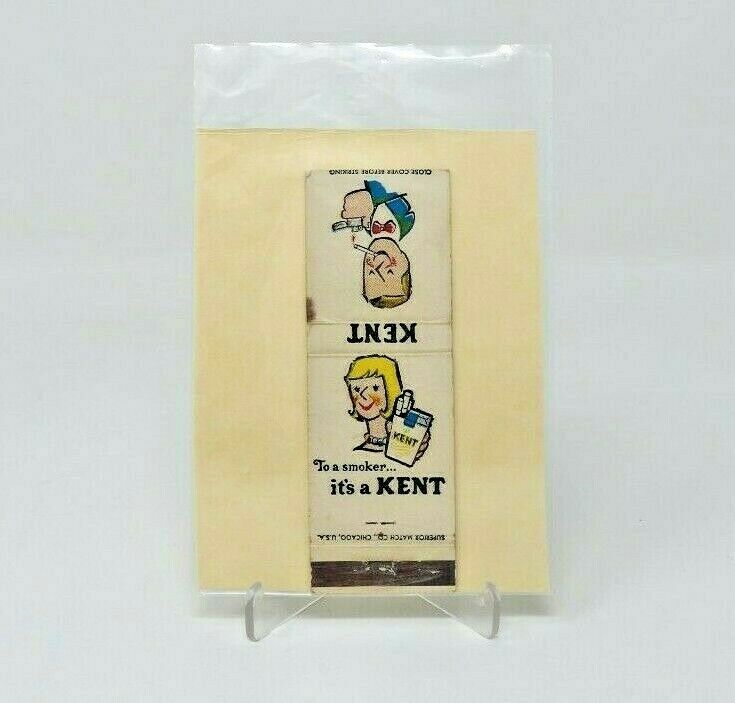 CLOSE COVER BEFORE STRIKING
KENT
KENT
To a smoker...
it's a KENT
SUPERIOR MATCH CO., CHICAGO, U.S.A.